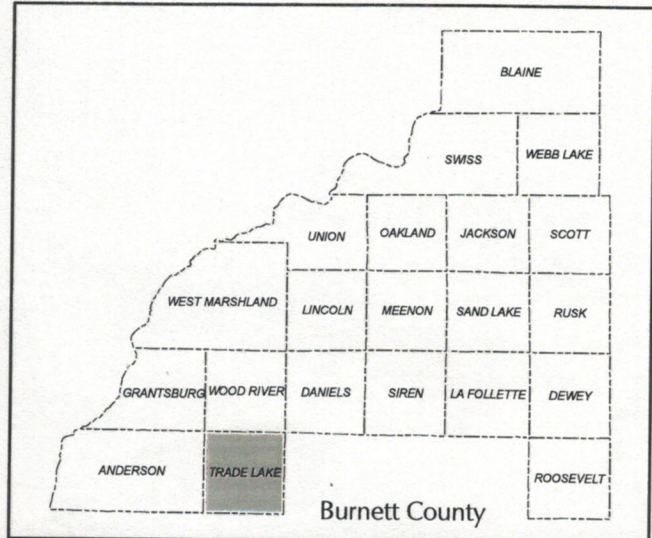 BLAINE
SWISS
WEBB LAKE
UNION
OAKLAND
JACKSON
SCOTT
WEST MARSHLAND
LINCOLN
MEENON
SAND LAKE
RUSK
GRANTSBURG
WOOD RIVER
DANIELS
SIREN
LA FOLLETTE
DEWEY
ANDERSON
TRADE LAKE
ROOSEVELT
Burnett County